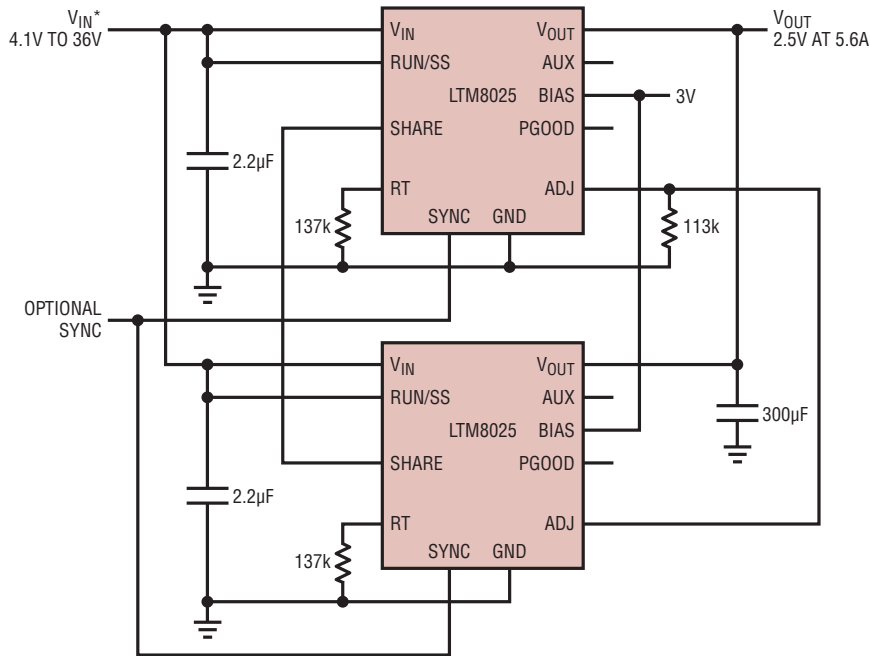 VIN*
4.1V TO 36V
VIN
VOUT
VOUT
2.5V AT 5.6A
RUN/SS
AUX
LTM8025
BIAS
3V
SHARE
PGOOD
2.2µF
RT
ADJ
137k
SYNC
GND
113k
OPTIONAL
SYNC
VIN
VOUT
RUN/SS
AUX
LTM8025
BIAS
300µF
SHARE
PGOOD
2.2µF
RT
ADJ
137k
SYNC
GND